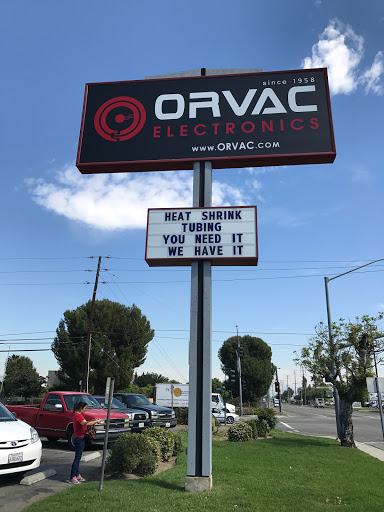 since 1958
ORVAC
ELECTRONICS
www.ORVAC.com
HEAT SHRINK
TUBING
YOU NEED IT
WE HAVE IT